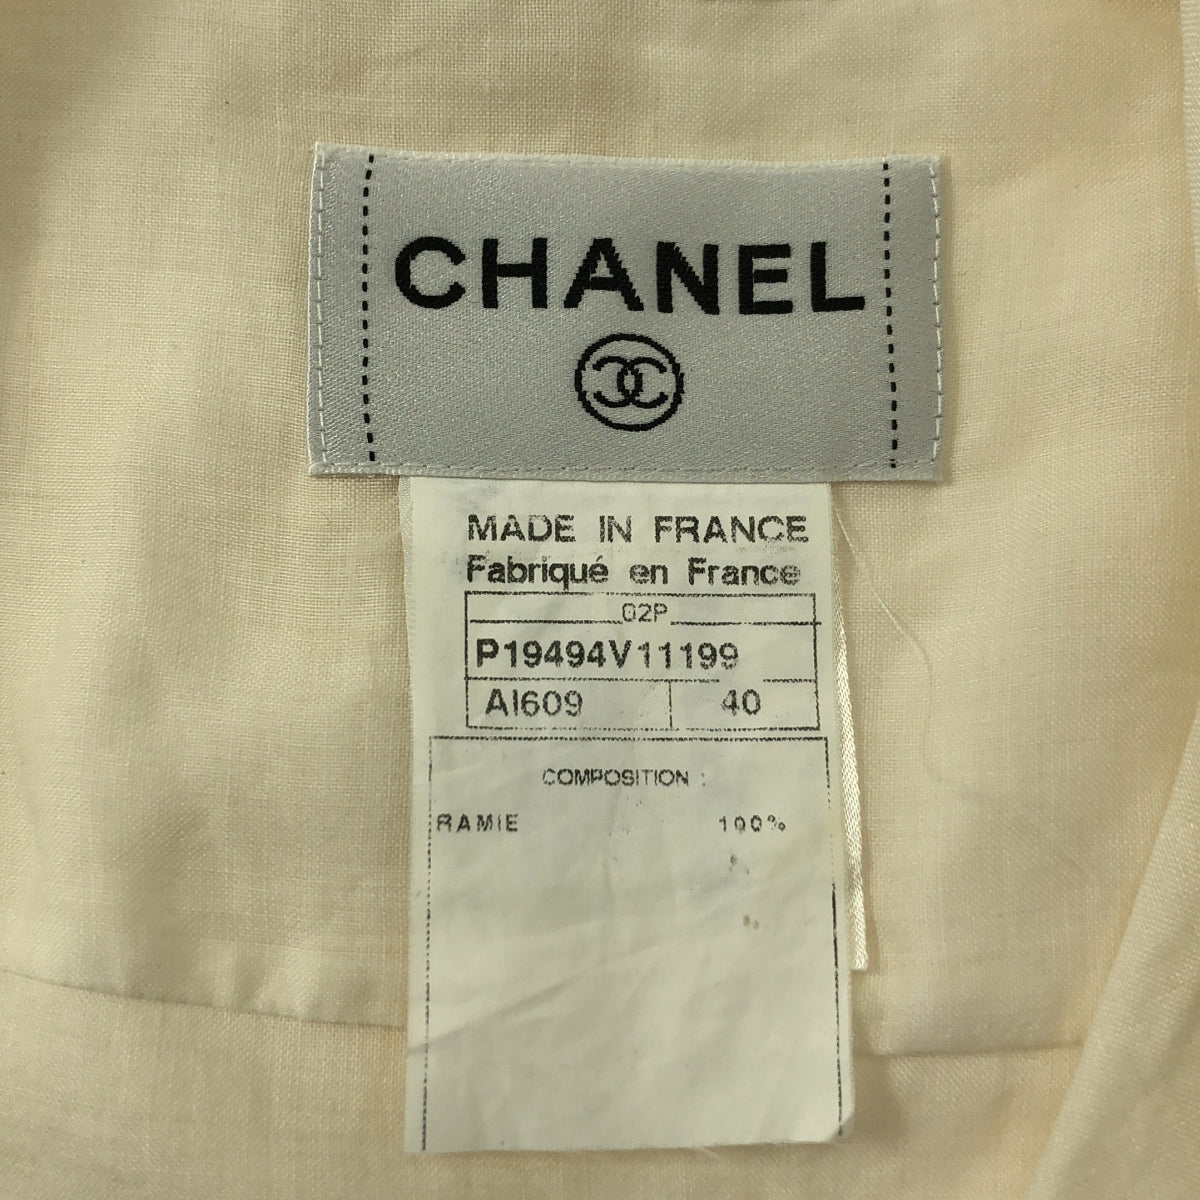 CHANEL
MADE IN FRANCE
Fabriqué en France
02P
P19494V11199
AI609 40
COMPOSITION :
RAMIE 100%